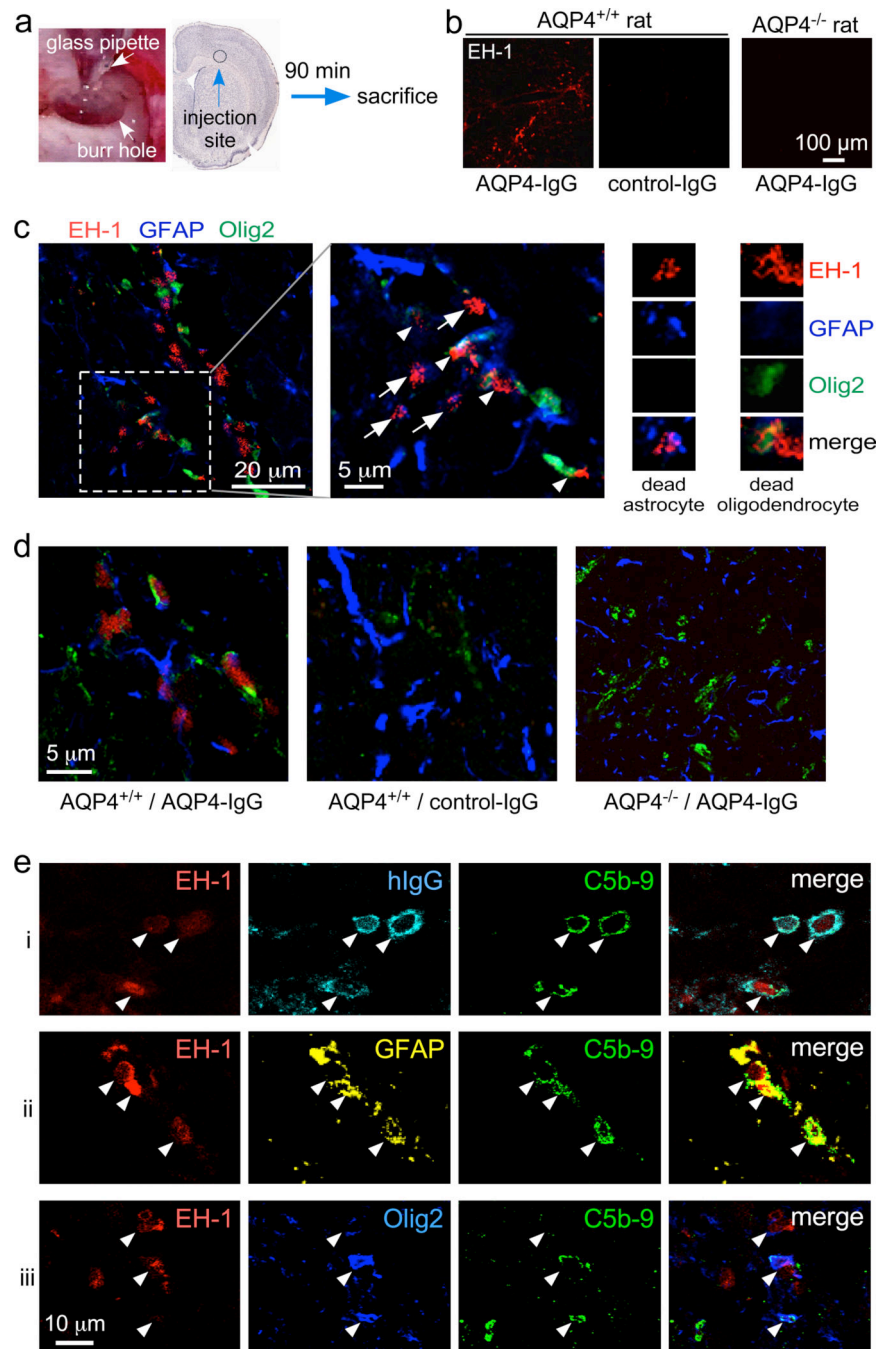 a
glass pipette
burr hole
injection
site
90 min
sacrifice
b
AQP4+/+ rat
AQP4-/- rat
EH-1
100 µm
AQP4-IgG
control-IgG
AQP4-IgG
c
EH-1 GFAP Olig2
20 µm
5 µm
EH-1
GFAP
Olig2
merge
dead
astrocyte
dead
oligodendrocyte
d
5 µm
AQP4+/+ / AQP4-IgG
AQP4+/+ / control-IgG
AQP4-/- / AQP4-IgG
e
EH-1 hIgG C5b-9 merge
i
EH-1 GFAP C5b-9 merge
ii
EH-1 Olig2 C5b-9 merge
iii
10 µm